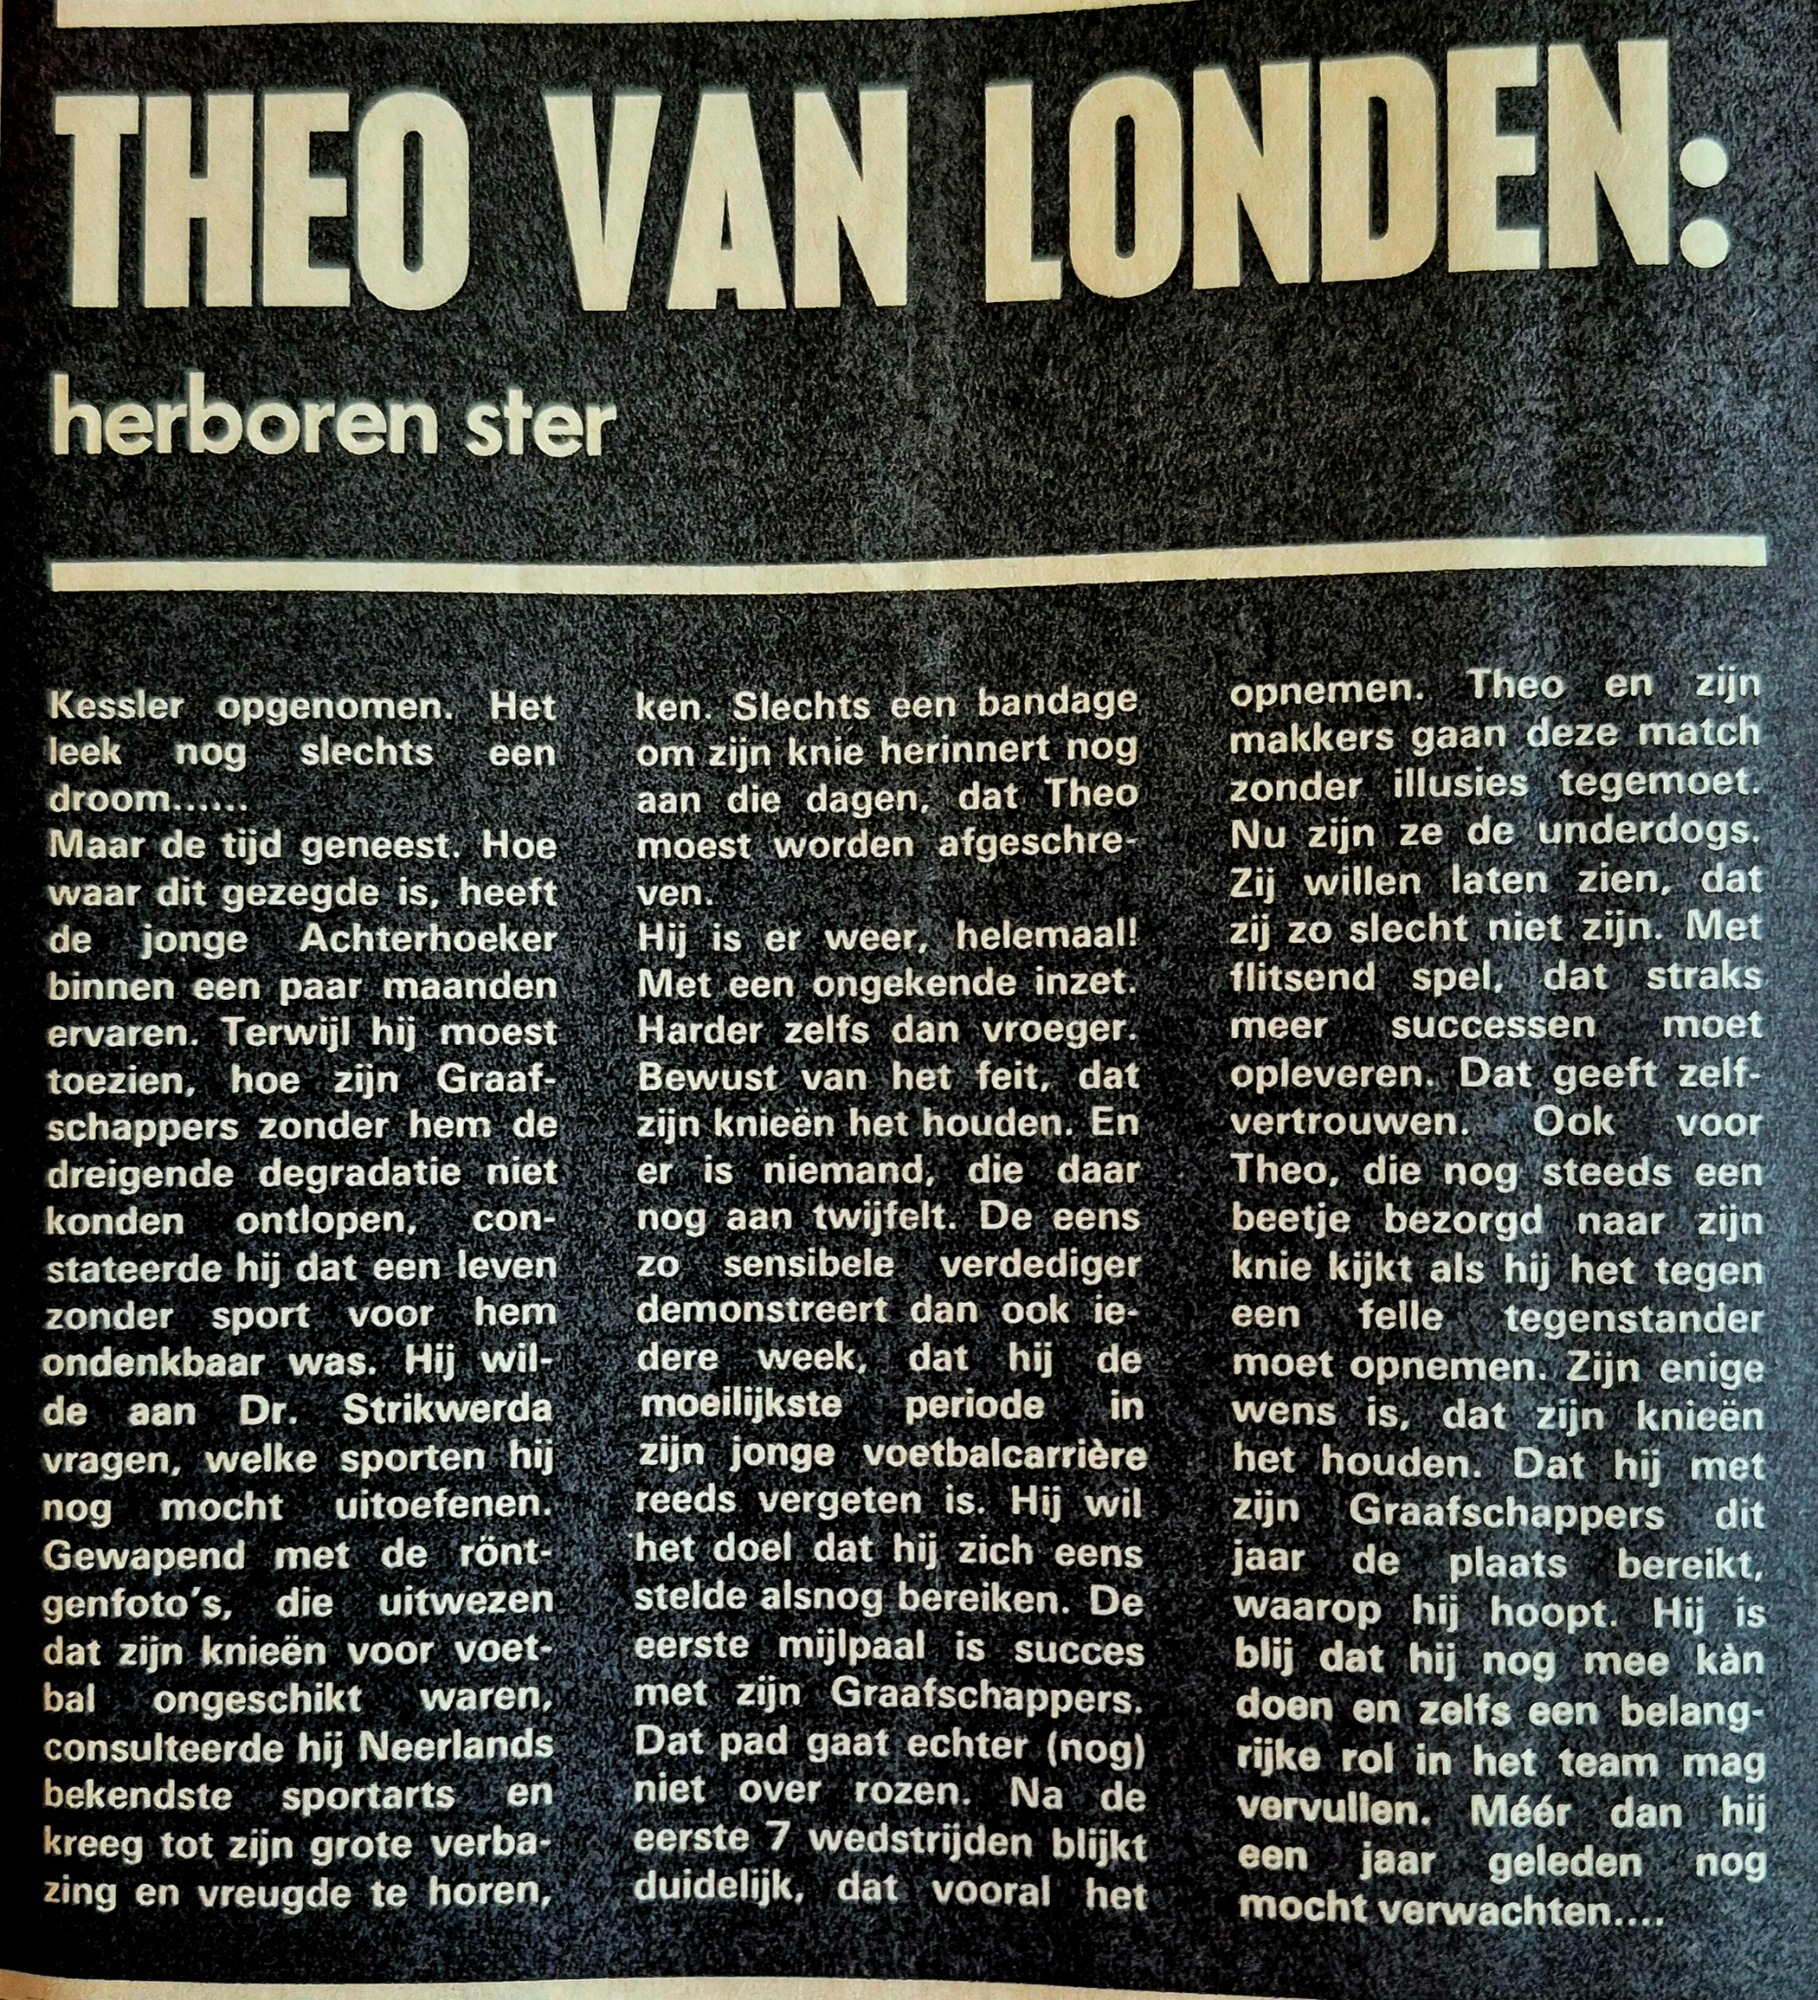 THEO VAN LONDEN:
herboren ster
Kessler opgenomen. Het
leek nog slechts een
droom......
Maar de tijd geneest. Hoe
waar dit gezegde is, heeft
de jonge Achterhoeker
binnen een paar maanden
ervaren. Terwijl hij moest
toezien, hoe zijn Graaf-
schappers zonder hem de
dreigende degradatie niet
konden ontlopen, con-
stateerde hij dat een leven
zonder sport voor hem
ondenkbaar was. Hij wil-
de aan Dr. Strikwerda
vragen, welke sporten hij
nog mocht uitoefenen.
Gewapend met de rönt-
genfoto's, die uitwezen
dat zijn knieën voor voet-
bal ongeschikt waren,
consulteerde hij Neerlands
bekendste sportarts en
kreeg tot zijn grote verba-
zing en vreugde te horen,
ken. Slechts een bandage
om zijn knie herinnert nog
aan die dagen, dat Theo
moest worden afgeschre-
ven.
Hij is er weer, helemaal!
Met een ongekende inzet.
Harder zelfs dan vroeger.
Bewust van het feit, dat
zijn knieën het houden. En
er is niemand, die daar
nog aan twijfelt. De eens
zo sensibele verdediger
demonstreert dan ook ie-
dere week, dat hij de
moeilijkste periode in
zijn jonge voetbalcarrière
reeds vergeten is. Hij wil
het doel dat hij zich eens
stelde alsnog bereiken. De
eerste mijlpaal is succes
met zijn Graafschappers.
Dat pad gaat echter (nog)
niet over rozen. Na de
eerste 7 wedstrijden blijkt
duidelijk, dat vooral het
opnemen. Theo en zijn
makkers gaan deze match
zonder illusies tegemoet.
Nu zijn ze de underdogs.
Zij willen laten zien, dat
zij zo slecht niet zijn. Met
flitsend spel, dat straks
meer successen moet
opleveren. Dat geeft zelf-
vertrouwen. Ook voor
Theo, die nog steeds een
beetje bezorgd naar zijn
knie kijkt als hij het tegen
een felle tegenstander
moet opnemen. Zijn enige
wens is, dat zijn knieën
het houden. Dat hij met
zijn Graafschappers dit
jaar de plaats bereikt,
waarop hij hoopt. Hij is
blij dat hij nog mee kàn
doen en zelfs een belang-
rijke rol in het team mag
vervullen. Méér dan hij
een jaar geleden nog
mocht verwachten....